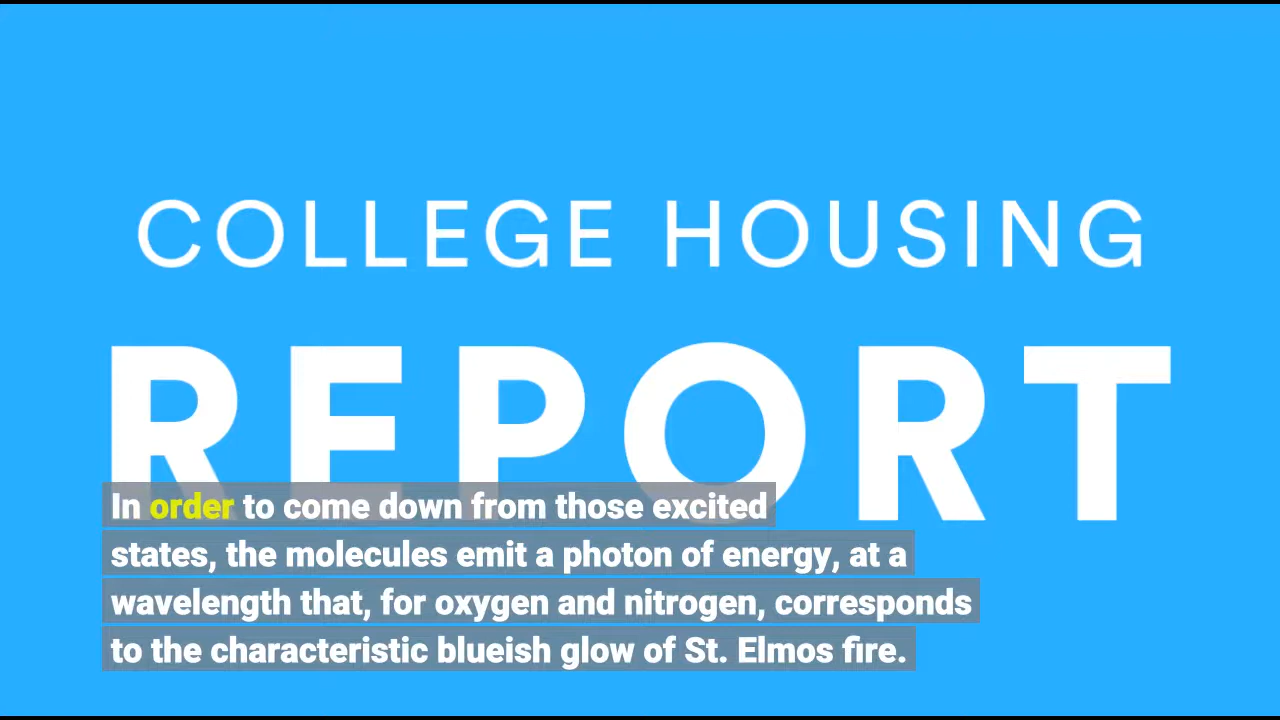 COLLEGE HOUSING
REPORT
In order to come down from those excited
states, the molecules emit a photon of energy, at a
wavelength that, for oxygen and nitrogen, corresponds
to the characteristic blueish glow of St. Elmos fire.